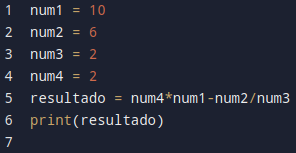 1 num1 = 10
2 num2 = 6
3 num3 = 2
4 num4 = 2
5 resultado = num4*num1-num2/num3
6 print(resultado)
7